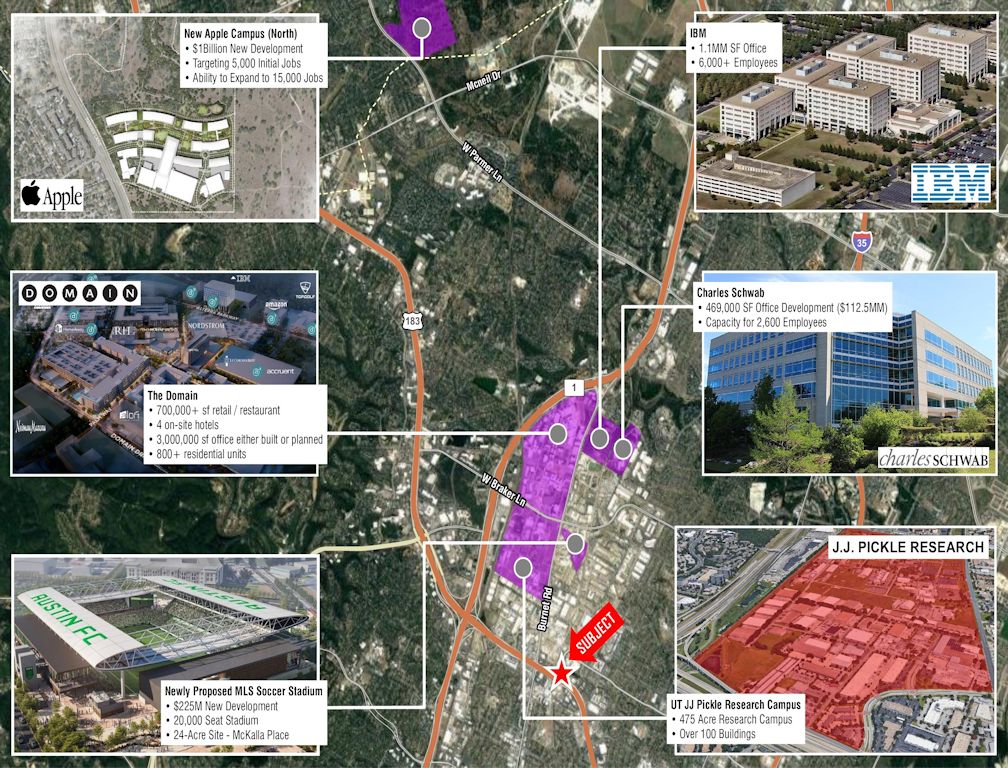 New Apple Campus (North)
• $1Billion New Development
• Targeting 5,000 Initial Jobs
• Ability to Expand to 15,000 Jobs
Apple
Mcneil Dr
W Parmer Ln
IBM
• 1.1MM SF Office
• 6,000+ Employees
IBM
35
183
1
DOMAIN
IBM
TOPGOLF
amazon
RH
NORDSTROM
accruent
lofi
Neiman Marcus
DOMAIN DR
The Domain
• 700,000+ sf retail / restaurant
• 4 on-site hotels
• 3,000,000 sf office either built or planned
• 800+ residential units
Charles Schwab
• 469,000 SF Office Development ($112.5MM)
• Capacity for 2,600 Employees
charles SCHWAB
W Braker Ln
Burnet Rd
SUBJECT
AUSTIN FC
AUSTIN
Newly Proposed MLS Soccer Stadium
• $225M New Development
• 20,000 Seat Stadium
• 24-Acre Site - McKalla Place
J.J. PICKLE RESEARCH
UT JJ Pickle Research Campus
• 475 Acre Research Campus
• Over 100 Buildings